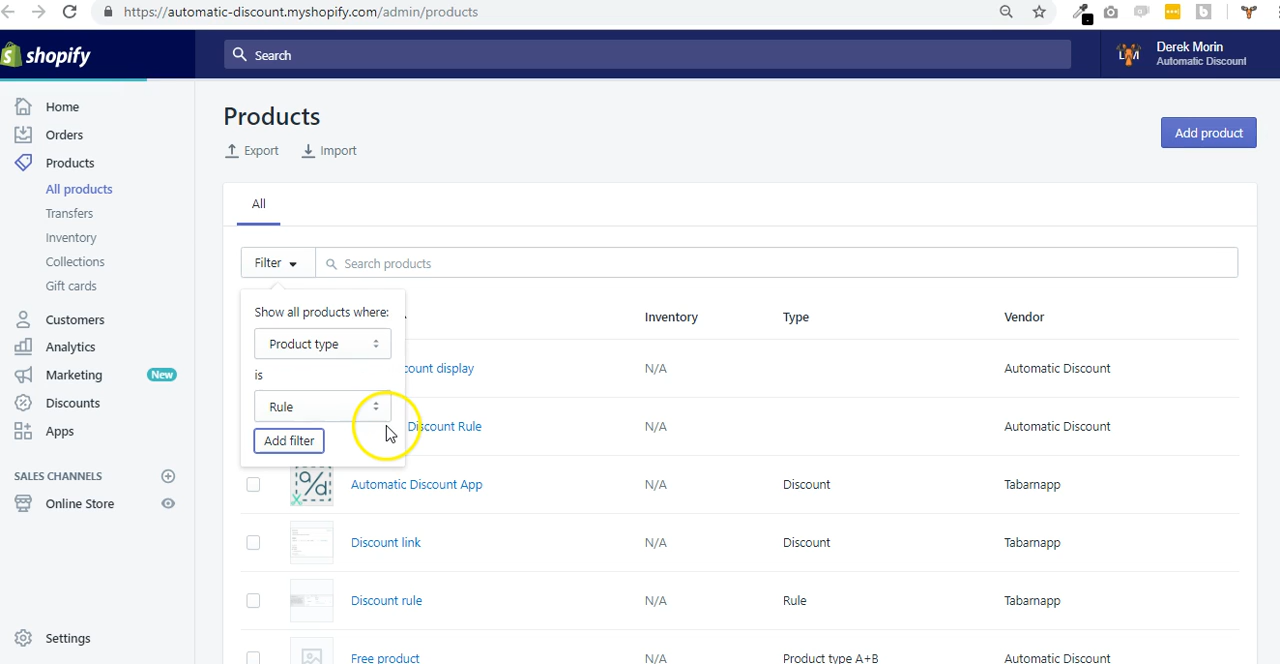 https://automatic-discount.myshopify.com/admin/products
shopify
Search
LM
Derek Morin
Automatic Discount
Home
Orders
Products
All products
Transfers
Inventory
Collections
Gift cards
Customers
Analytics
Marketing New
Discounts
Apps
SALES CHANNELS
Online Store
Settings
Products
Export Import
Add product
All
Filter Search products
Show all products where:
Product type
is
Rule
Add filter
Inventory Type Vendor
count display N/A Automatic Discount
Discount Rule N/A Automatic Discount
%/d Automatic Discount App N/A Discount Tabarnapp
Discount link N/A Discount Tabarnapp
Discount rule N/A Rule Tabarnapp
Free product N/A Product type A+B Automatic Discount